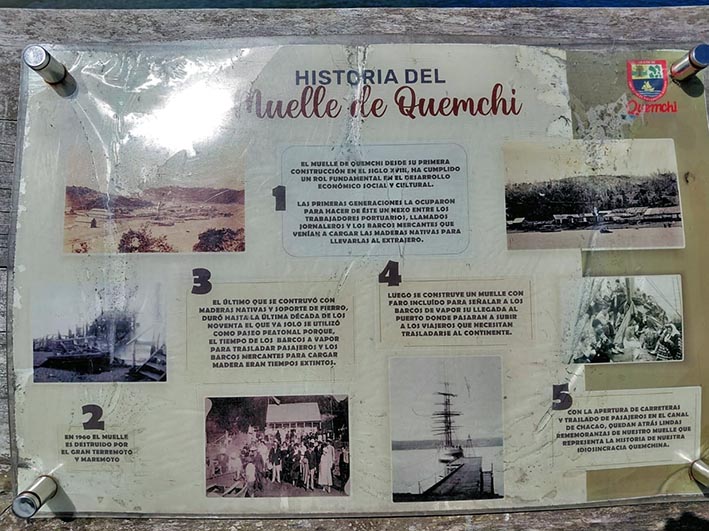 HISTORIA DEL
Muelle de Quemchi
Quemchi
1
EL MUELLE DE QUEMCHI DESDE SU PRIMERA
CONSTRUCCIÓN EN EL SIGLO XVIII, HA CUMPLIDO
UN ROL FUNDAMENTAL EN EL DESARROLLO
ECONÓMICO SOCIAL Y CULTURAL.
LAS PRIMERAS GENERACIONES LA OCUPARON
PARA HACER DE ÉSTE UN NEXO ENTRE LOS
TRABAJADORES PORTUARIOS, LLAMADOS
JORNALEROS Y LOS BARCOS MERCANTES QUE
VENÍAN A CARGAR LAS MADERAS NATIVAS PARA
LLEVARLAS AL EXTRAJERO.
2
EN 1960 EL MUELLE
ES DESTRUIDO POR
EL GRAN TERREMOTO
Y MAREMOTO
3
EL ÚLTIMO QUE SE CONTRUYÓ CON
MADERAS NATIVAS Y SOPORTE DE FIERRO,
DURÓ HASTA LA ÚLTIMA DÉCADA DE LOS
NOVENTA EL QUE YA SOLO SE UTILIZÓ
COMO PASEO PEATONAL PORQUE,
EL TIEMPO DE LOS BARCOS A VAPOR
PARA TRASLADAR PASAJEROS Y LOS
BARCOS MERCANTES PARA CARGAR
MADERA ERAN TIEMPOS EXTINTOS.
4
LUEGO SE CONSTRUYE UN MUELLE CON
FARO INCLUÍDO PARA SEÑALAR A LOS
BARCOS DE VAPOR SU LLEGADA AL
PUERTO DONDE PASABAN A SUBIR
A LOS VIAJEROS QUE NECESITAN
TRASLADARSE AL CONTINENTE.
5
CON LA APERTURA DE CARRETERAS
Y TRASLADO DE PASAJEROS EN EL CANAL
DE CHACAO, QUEDAN ATRÁS LINDAS
REMEMORANZAS DE NUESTRO MUELLE QUE
REPRESENTA LA HISTORIA DE NUESTRA
IDIOSINCRACIA QUEMCHINA.